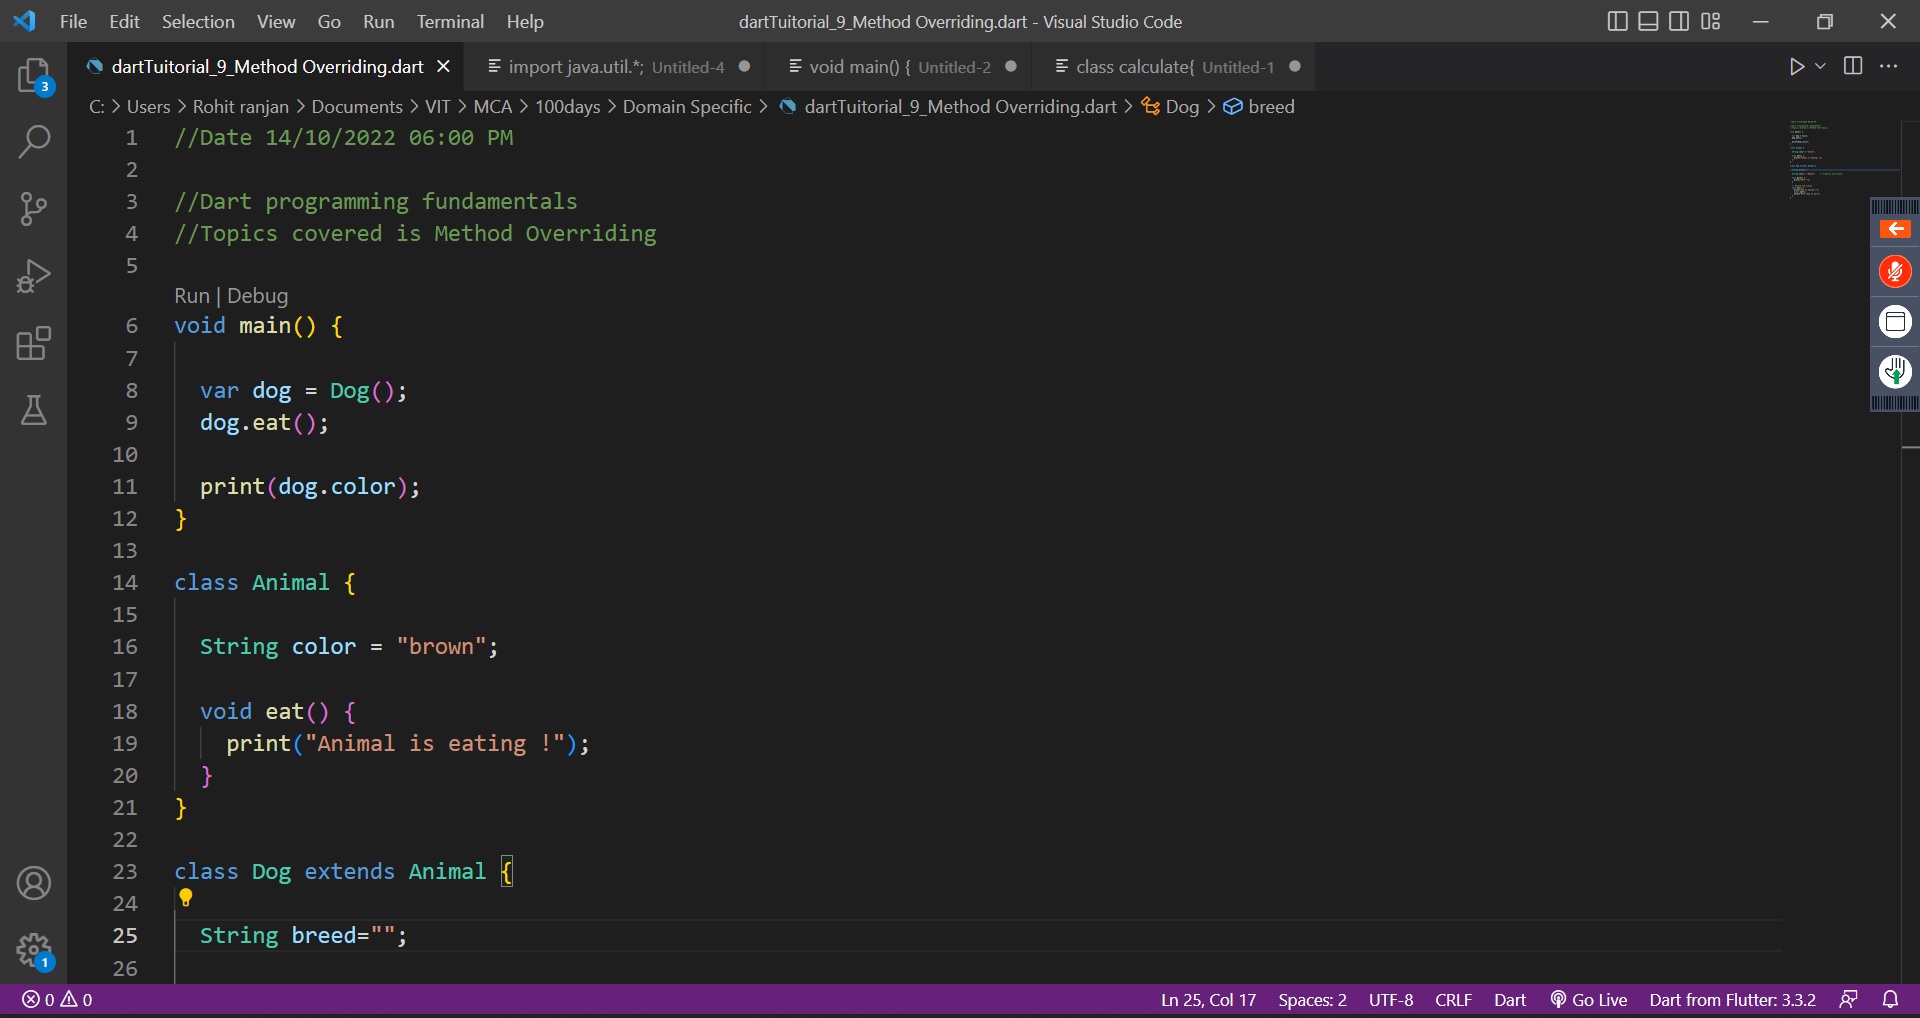 File Edit Selection View Go Run Terminal Help dartTuitorial_9_Method Overriding.dart - Visual Studio Code
dartTuitorial_9_Method Overriding.dart import java.util.*; Untitled-4 void main() { Untitled-2 class calculate{ Untitled-1
C: > Users > Rohit ranjan > Documents > VIT > MCA > 100days > Domain Specific > dartTuitorial_9_Method Overriding.dart > Dog > breed
3
1 //Date 14/10/2022 06:00 PM
2
3 //Dart programming fundamentals
4 //Topics covered is Method Overriding
5
Run | Debug
6 void main() {
7
8 var dog = Dog();
9 dog.eat();
10
11 print(dog.color);
12 }
13
14 class Animal {
15
16 String color = "brown";
17
18 void eat() {
19 print("Animal is eating !");
20 }
21 }
22
23 class Dog extends Animal {
24
25 String breed="";
26
1
0 0 Ln 25, Col 17 Spaces: 2 UTF-8 CRLF Dart Go Live Dart from Flutter: 3.3.2